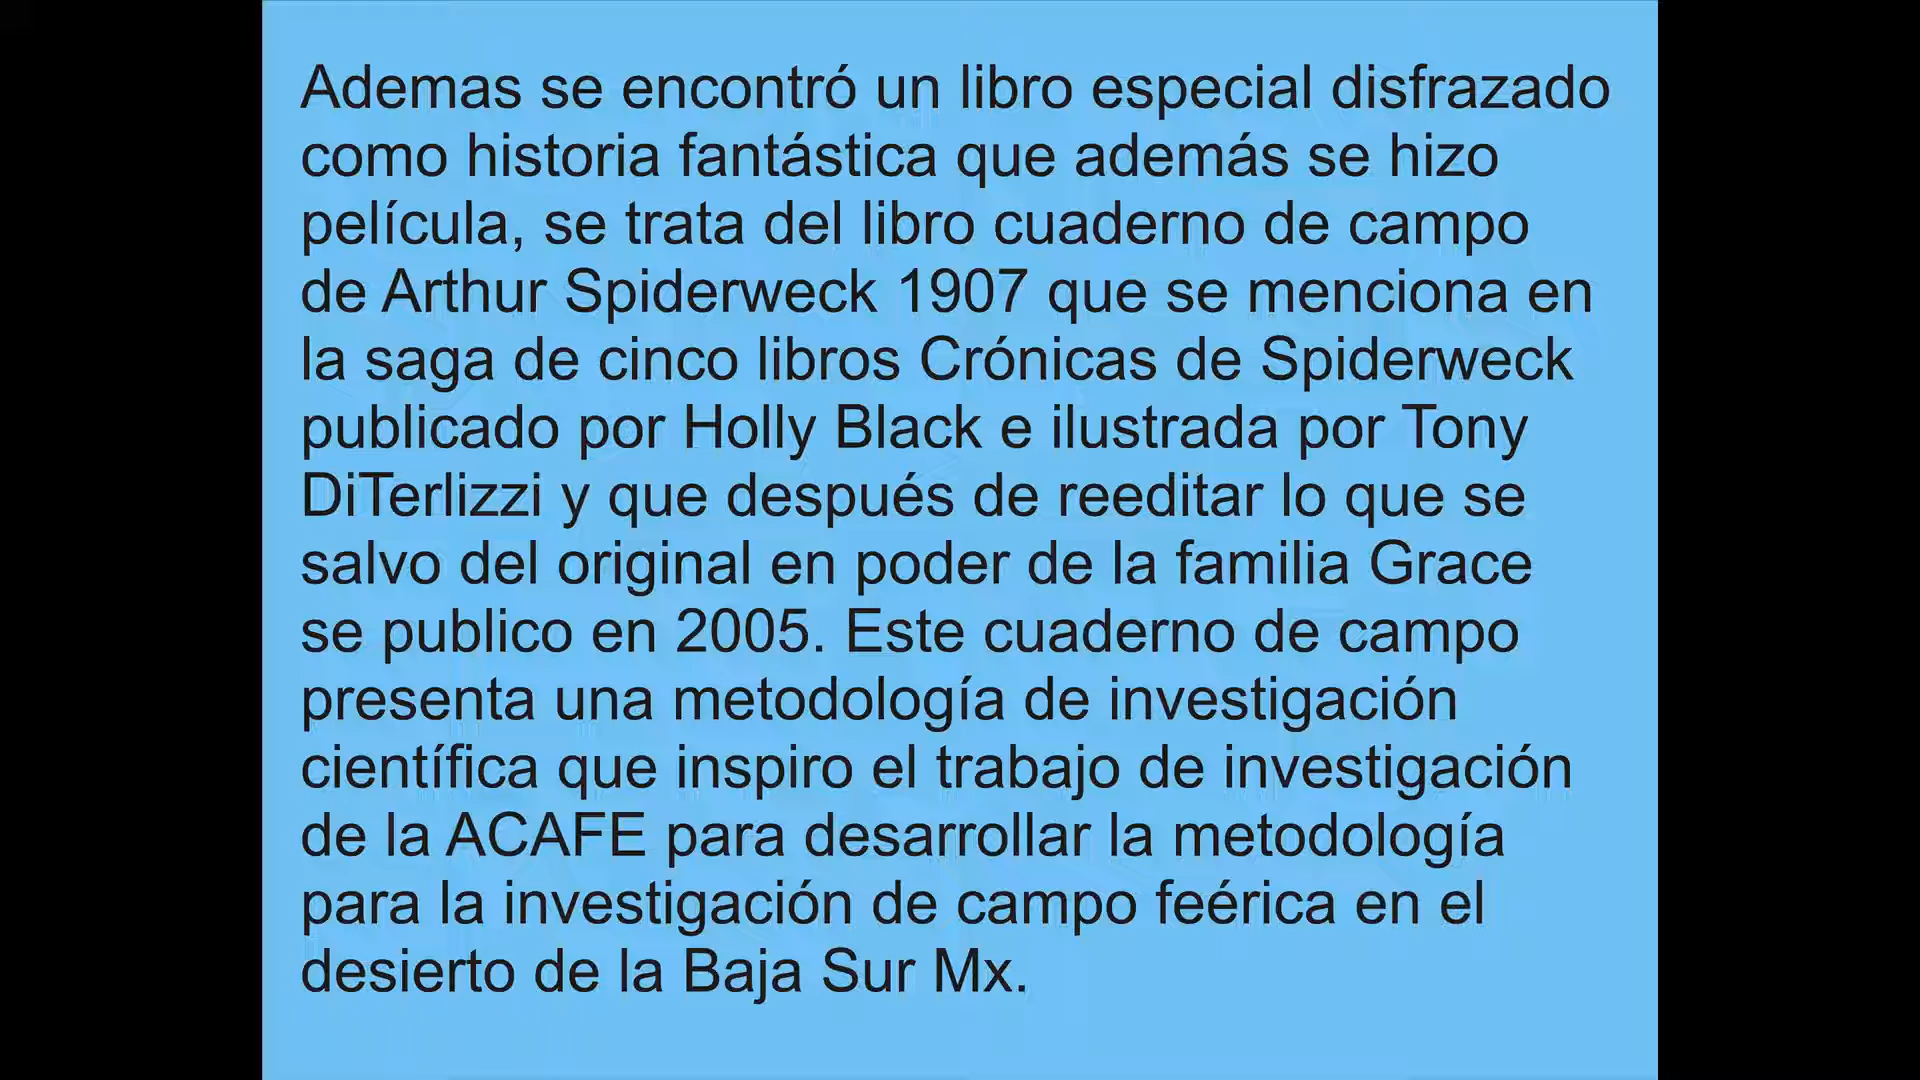 Ademas se encontró un libro especial disfrazado
como historia fantástica que además se hizo
película, se trata del libro cuaderno de campo
de Arthur Spiderweck 1907 que se menciona en
la saga de cinco libros Crónicas de Spiderweck
publicado por Holly Black e ilustrada por Tony
DiTerlizzi y que después de reeditar lo que se
salvo del original en poder de la familia Grace
se publico en 2005. Este cuaderno de campo
presenta una metodología de investigación
científica que inspiro el trabajo de investigación
de la ACAFE para desarrollar la metodología
para la investigación de campo feérica en el
desierto de la Baja Sur Mx.